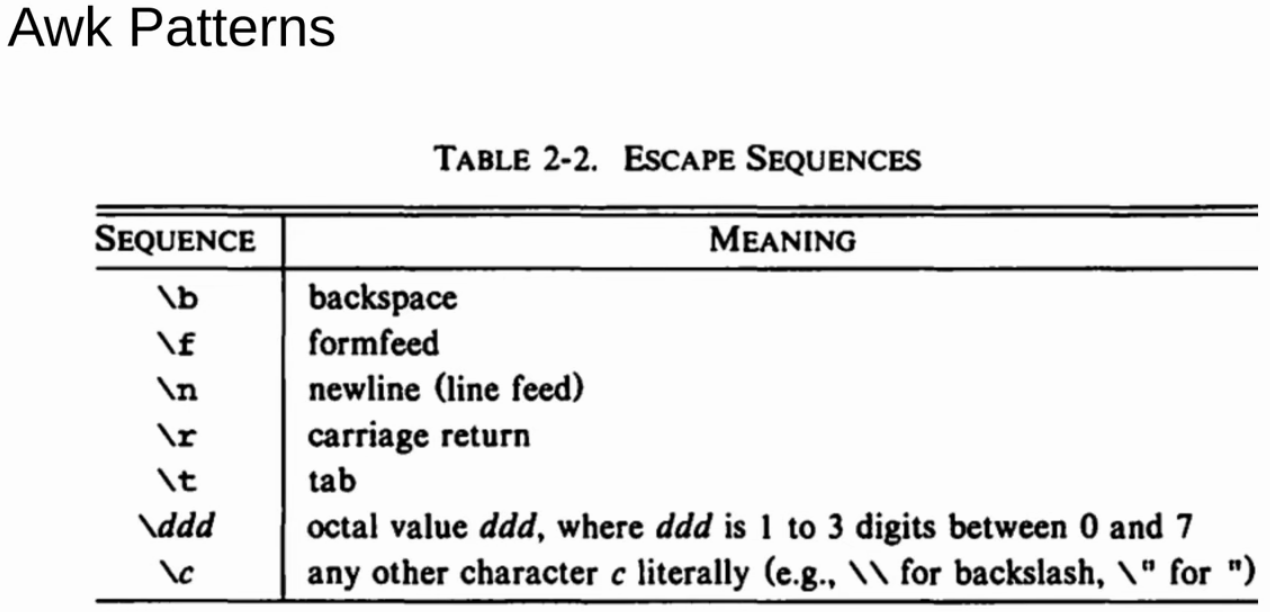 Awk Patterns
TABLE 2-2. ESCAPE SEQUENCES
SEQUENCE MEANING
\b backspace
\f formfeed
\n newline (line feed)
\r carriage return
\t tab
\ddd octal value ddd, where ddd is 1 to 3 digits between 0 and 7
\c any other character c literally (e.g., \\ for backslash, \" for ")